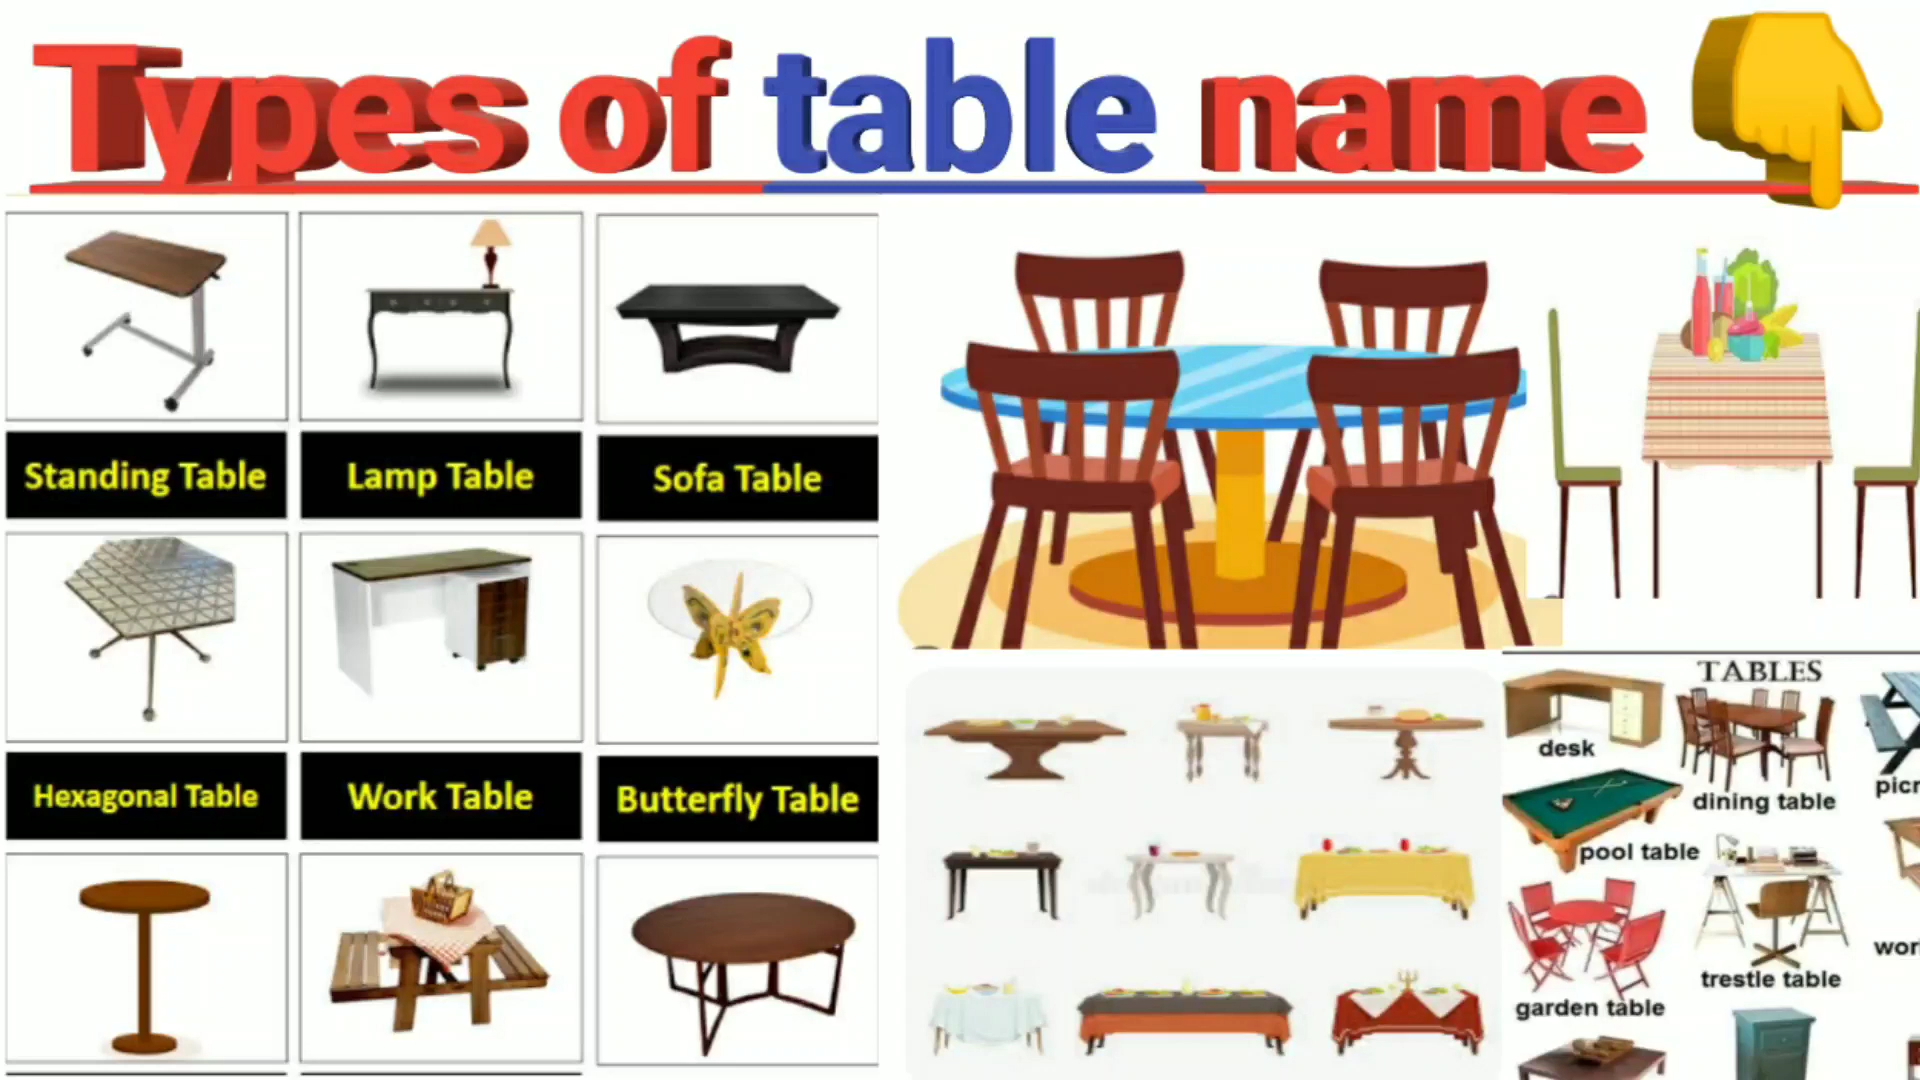 Types of table name
Standing Table
Lamp Table
Sofa Table
Hexagonal Table
Work Table
Butterfly Table
TABLES
desk
dining table
pool table
trestle table
garden table